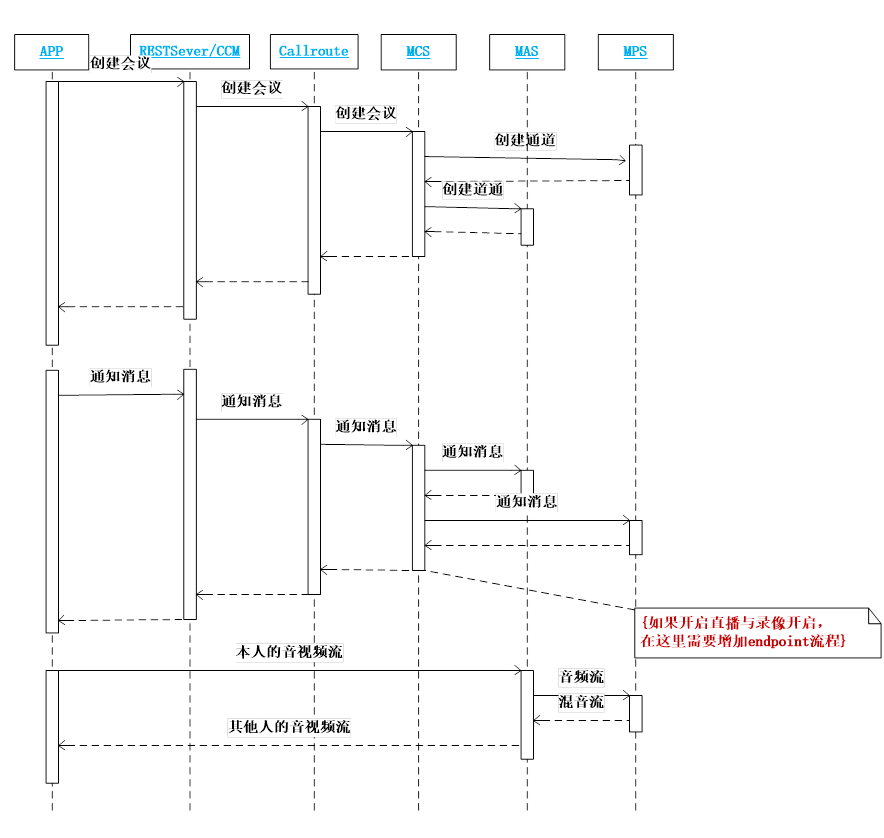 APP
RESTSever/CCM
Callroute
MCS
MAS
MPS
创建会议
创建会议
创建会议
创建通道
创建道通
通知消息
通知消息
通知消息
通知消息
通知消息
{如果开启直播与录像开启，
在这里需要增加endpoint流程}
本人的音视频流
音频流
混音流
其他人的音视频流